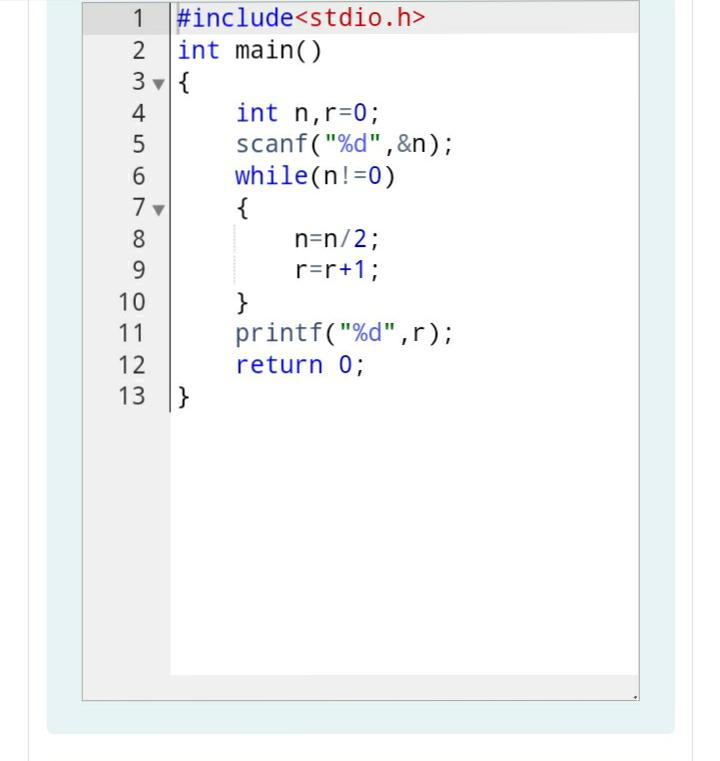 1 #include<stdio.h>
2 int main()
3 {
4     int n,r=0;
5     scanf("%d",&n);
6     while(n!=0)
7     {
8         n=n/2;
9         r=r+1;
10     }
11     printf("%d",r);
12     return 0;
13 }